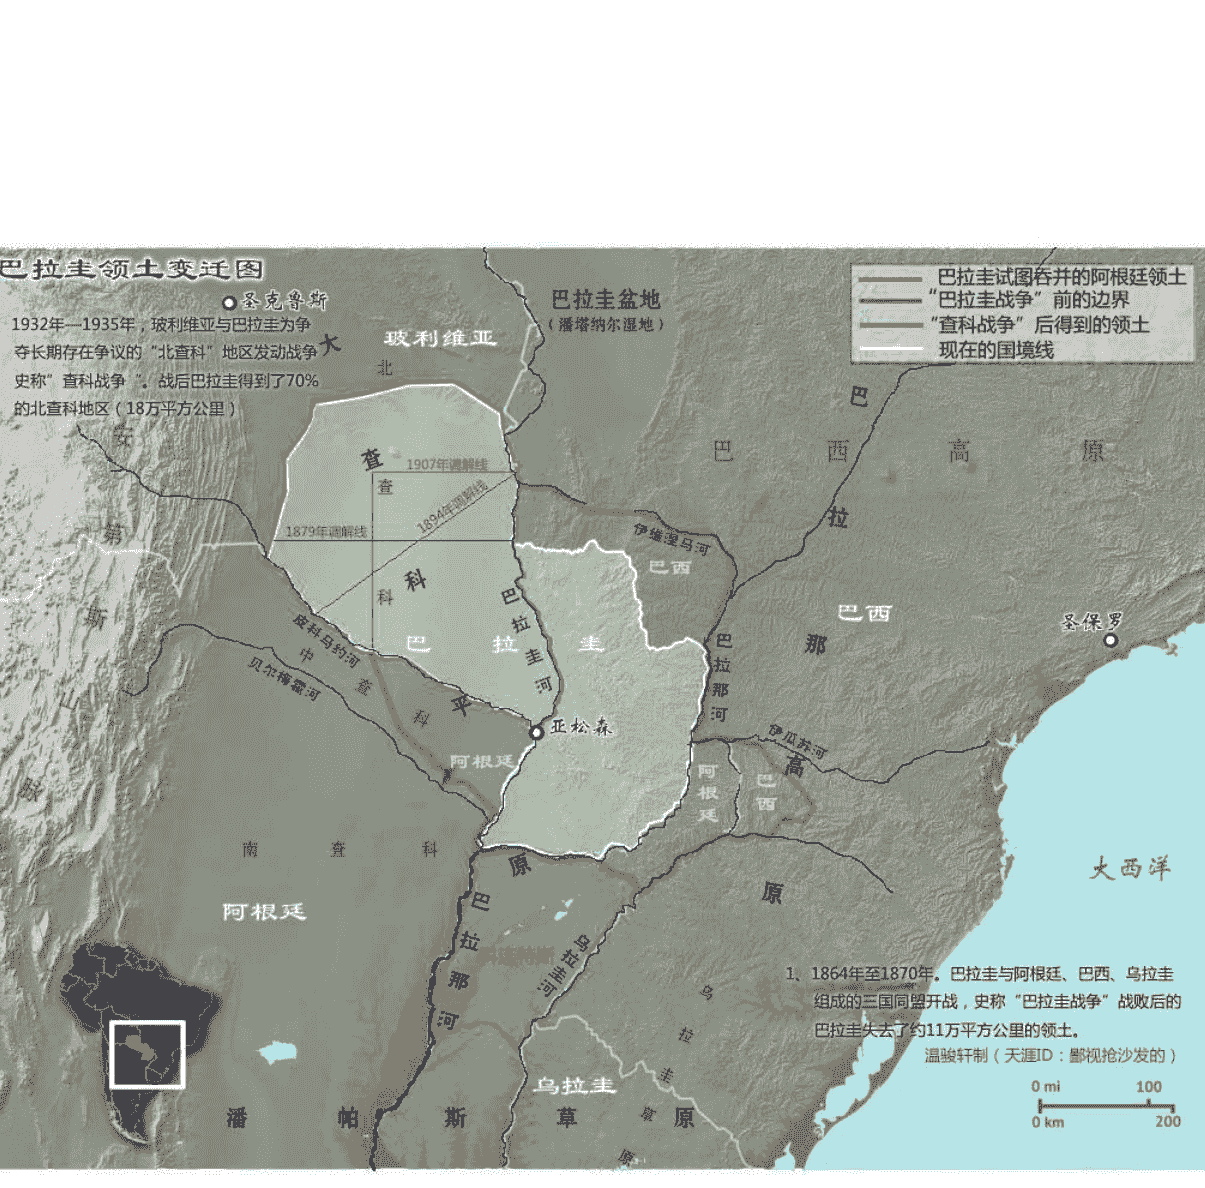 巴拉圭领土变迁图
圣克鲁斯
1932年—1935年，玻利维亚与巴拉圭为争
夺长期存在争议的“北查科”地区发动战争
史称“查科战争“。战后巴拉圭得到了70%
的北查科地区（18万平方公里）
巴拉圭盆地
（潘塔纳尔湿地）
巴拉圭试图吞并的阿根廷领土
“巴拉圭战争”前的边界
“查科战争”后得到的领土
现在的国境线
玻利维亚
大
北
查
查
科
科
平
原
1907年调解线
1894年调解线
1879年调解线
安
第
斯
山
脉
巴西高原
巴
拉
那
高
原
伊维涅马河
巴西
巴西
圣保罗
巴拉圭
巴拉圭河
巴拉那河
皮科马约河
贝尔梅霍河
中查科
亚松森
阿根廷
伊瓜苏河
阿根廷
巴西
南查科
阿根廷
巴拉那河
乌拉圭河
大西洋
1、1864年至1870年。巴拉圭与阿根廷、巴西、乌拉圭
组成的三国同盟开战，史称“巴拉圭战争”战败后的
巴拉圭失去了约11万平方公里的领土。
温骏轩制（天涯ID：鄙视抢沙发的）
乌拉圭
乌拉圭
原
潘帕斯草原
0 mi 100
0 km 200